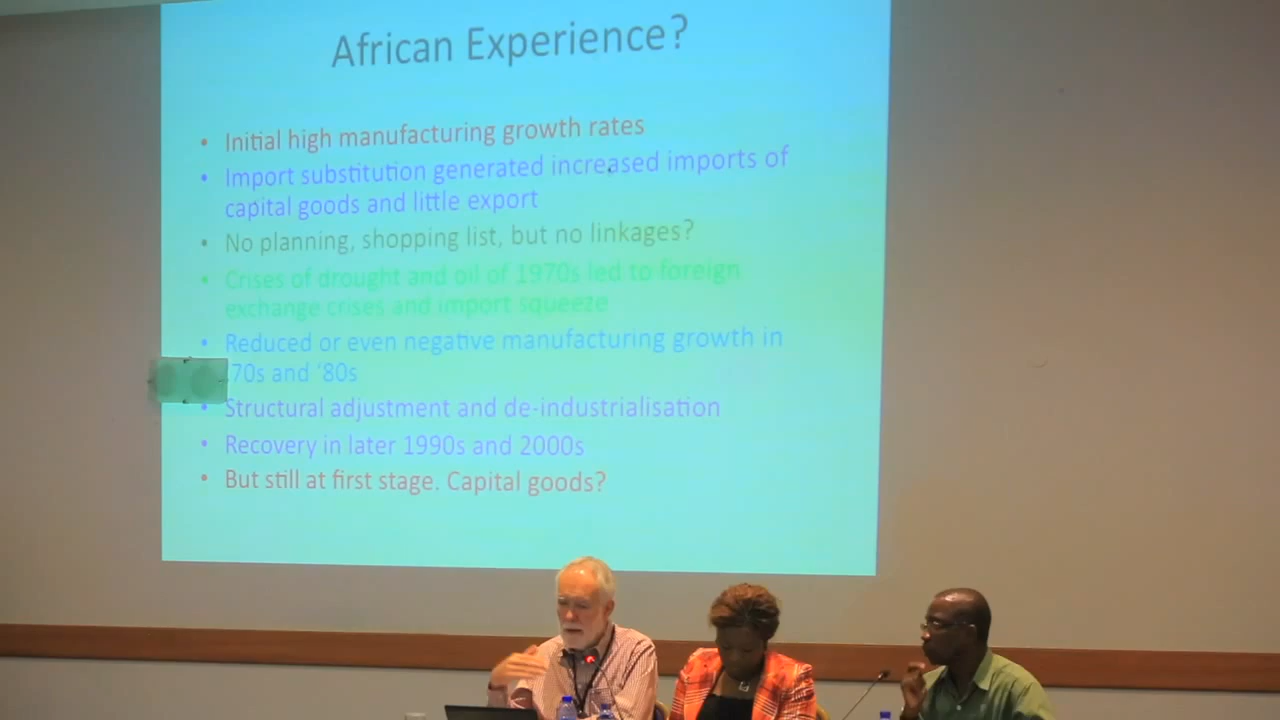 African Experience?
• Initial high manufacturing growth rates
• Import substitution generated increased imports of
capital goods and little export
• No planning, shopping list, but no linkages?
• Crises of drought and oil of 1970s led to foreign
exchange crises and import squeeze
• Reduced or even negative manufacturing growth in
70s and ‘80s
• Structural adjustment and de-industrialisation
• Recovery in later 1990s and 2000s
• But still at first stage. Capital goods?